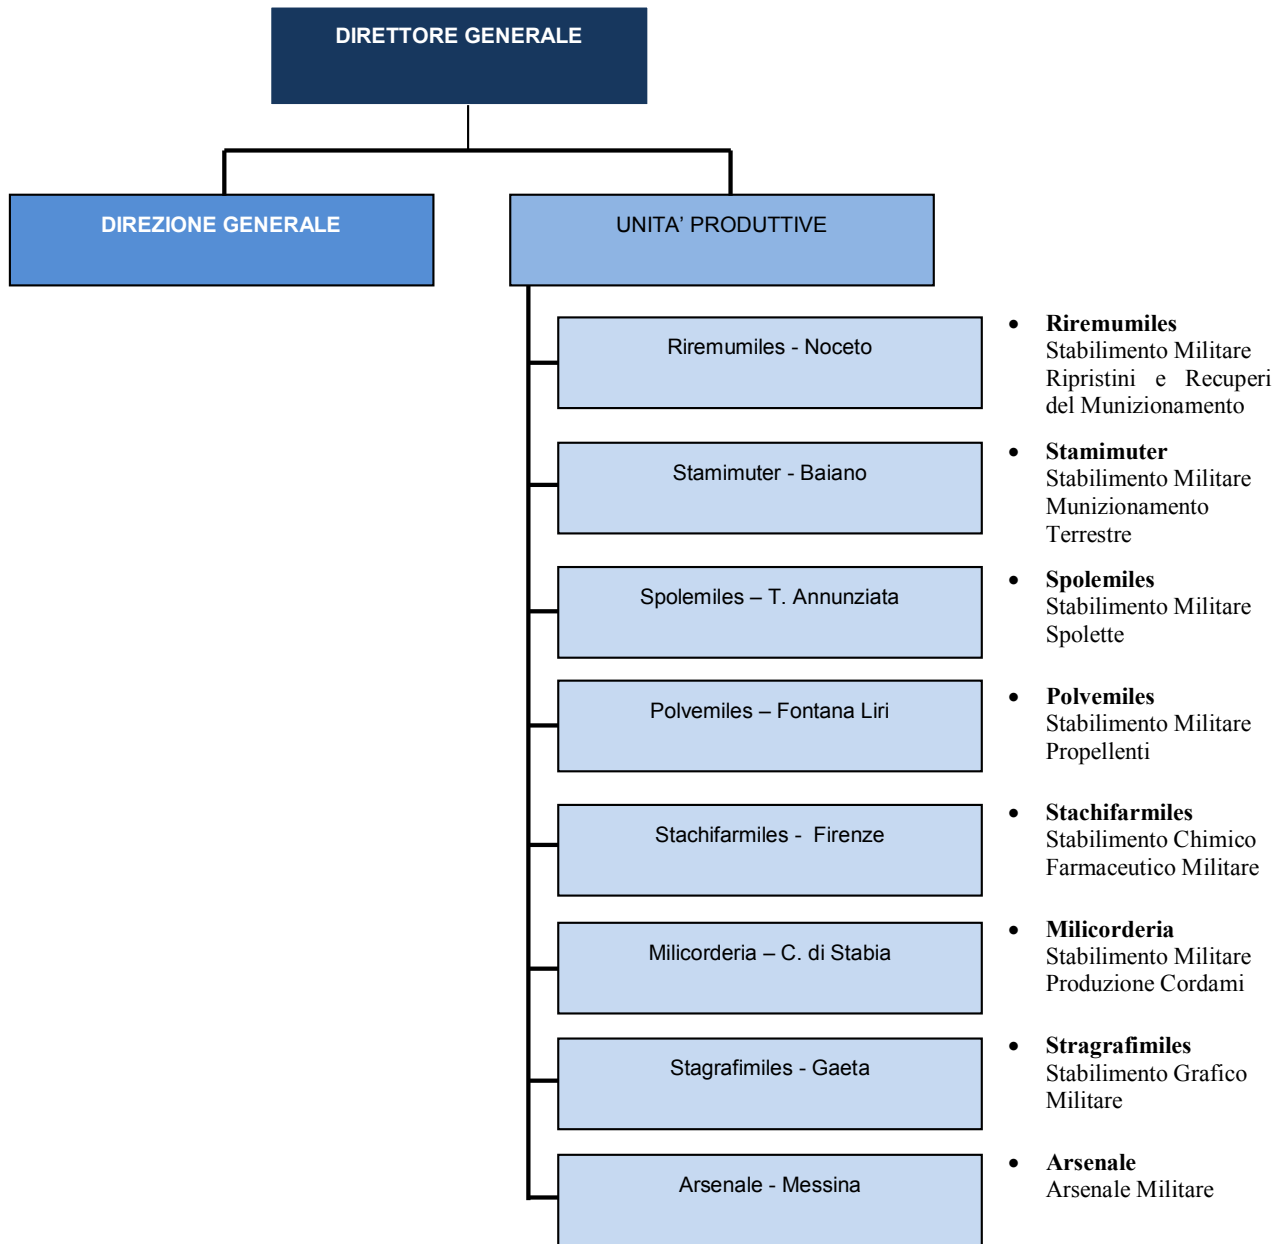 DIRETTORE GENERALE
DIREZIONE GENERALE
UNITA’ PRODUTTIVE
Riremumiles - Noceto
• Riremumiles
Stabilimento Militare
Ripristini e Recuperi
del Munizionamento
Stamimuter - Baiano
• Stamimuter
Stabilimento Militare
Munizionamento
Terrestre
Spolemiles – T. Annunziata
• Spolemiles
Stabilimento Militare
Spolette
Polvemiles – Fontana Liri
• Polvemiles
Stabilimento Militare
Propellenti
Stachifarmiles - Firenze
• Stachifarmiles
Stabilimento Chimico
Farmaceutico Militare
Milicorderia – C. di Stabia
• Milicorderia
Stabilimento Militare
Produzione Cordami
Stagrafimiles - Gaeta
• Stragrafimiles
Stabilimento Grafico
Militare
Arsenale - Messina
• Arsenale
Arsenale Militare